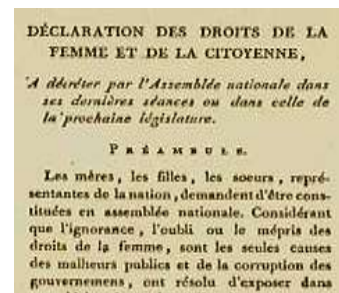 DÉCLARATION DES DROITS DE LA
FEMME ET DE LA CITOYENNE,
A décréter par l'Assemblée nationale dans
ses dernières séances ou dans celle de
la prochaine législature.
PRÉAMBULE.
Les mères, les filles, les soeurs, repré-
sentantes de la nation, demandent d'être cons-
tituées en assemblée nationale. Considérant
que l'ignorance, l'oubli ou le mépris des
droits de la femme, sont les seules causes
des malheurs publics et de la corruption des
gouvernemens, ont résolu d'exposer dans